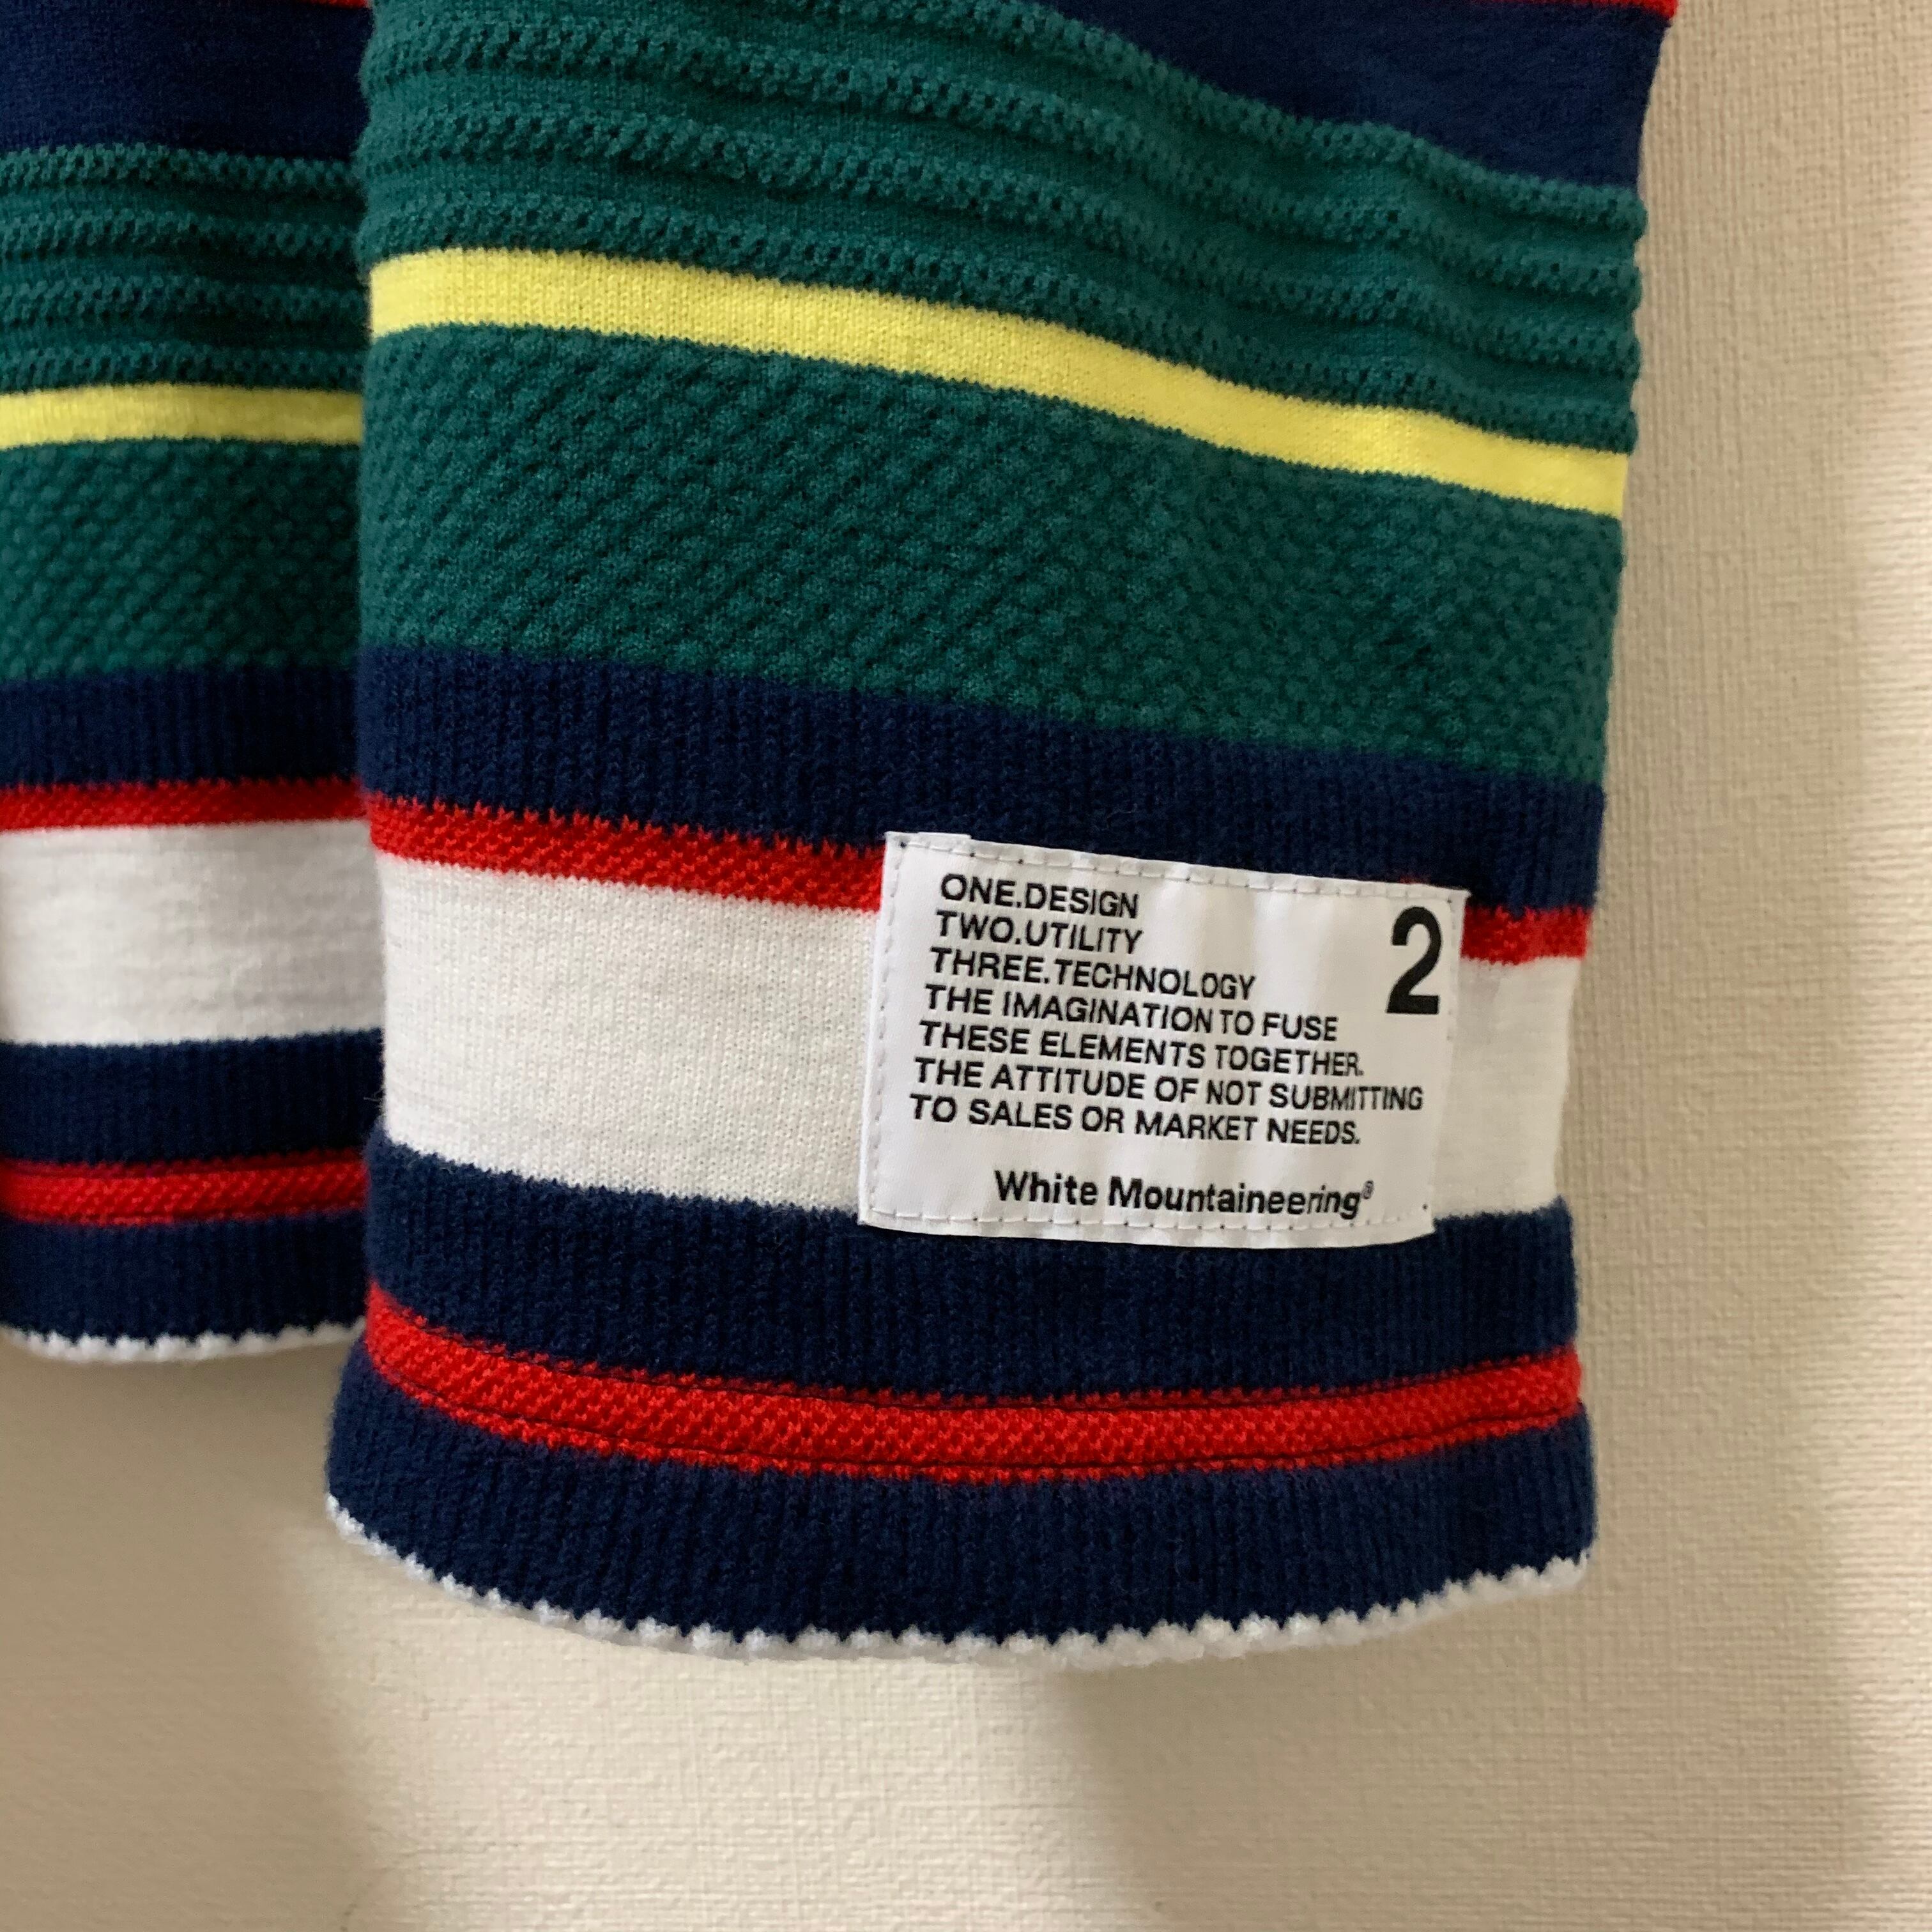 ONE.DESIGN
TWO.UTILITY
THREE.TECHNOLOGY
THE IMAGINATION TO FUSE
THESE ELEMENTS TOGETHER.
THE ATTITUDE OF NOT SUBMITTING
TO SALES OR MARKET NEEDS.
2
White Mountaineering®